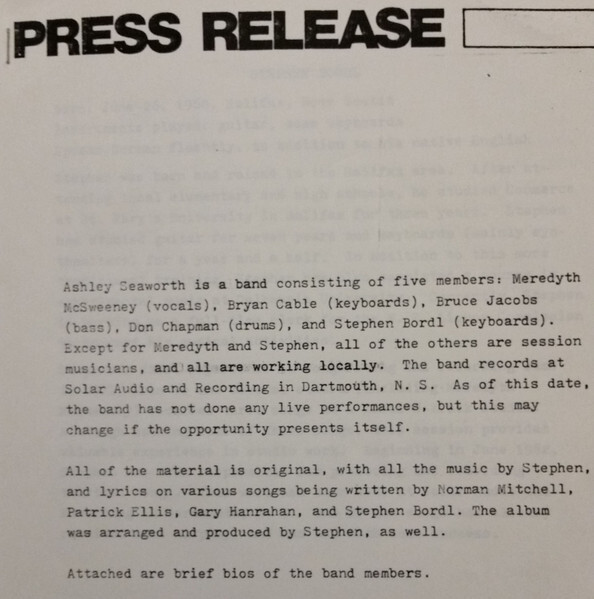 PRESS RELEASE
Ashley Seaworth is a band consisting of five members: Meredyth
McSweeney (vocals), Bryan Cable (keyboards), Bruce Jacobs
(bass), Don Chapman (drums), and Stephen Bordl (keyboards).
Except for Meredyth and Stephen, all of the others are session
musicians, and all are working locally. The band records at
Solar Audio and Recording in Dartmouth, N. S. As of this date,
the band has not done any live performances, but this may
change if the opportunity presents itself.
All of the material is original, with all the music by Stephen,
and lyrics on various songs being written by Norman Mitchell,
Patrick Ellis, Gary Hanrahan, and Stephen Bordl. The album
was arranged and produced by Stephen, as well.
Attached are brief bios of the band members.